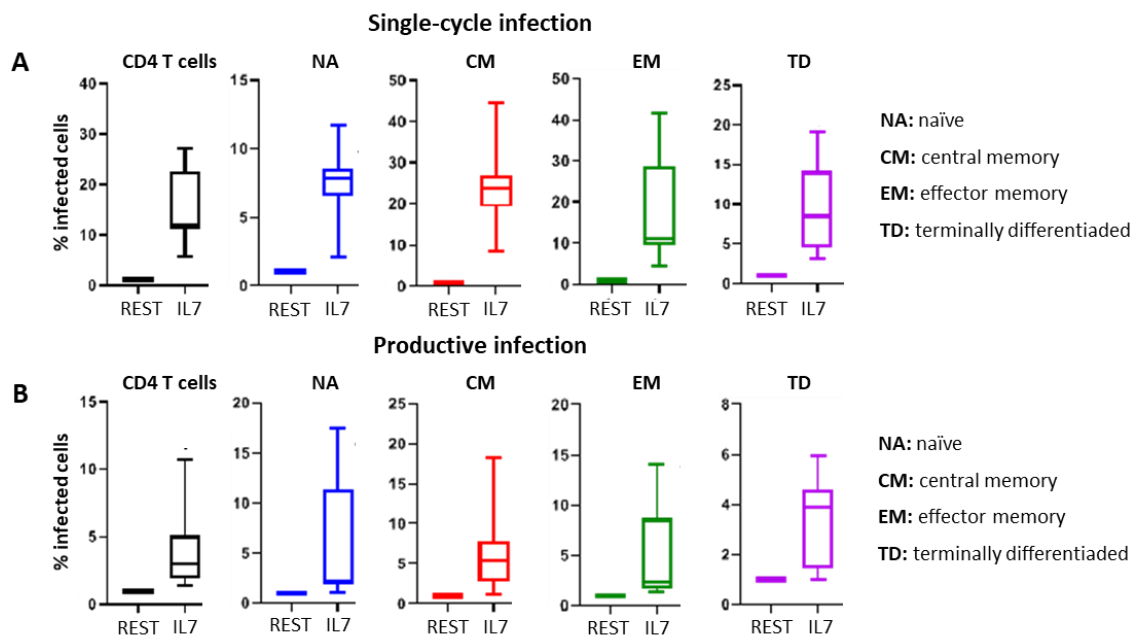 Single-cycle infection
A
CD4 T cells NA CM EM TD
% infected cells
40 30 20 10 0
15 10 5 0
50 40 30 20 10 0
50 40 30 20 10 0
25 20 15 10 5 0
REST IL7 REST IL7 REST IL7 REST IL7 REST IL7
NA: naïve
CM: central memory
EM: effector memory
TD: terminally differentiaded
Productive infection
B
CD4 T cells NA CM EM TD
% infected cells
15 10 5 0
20 15 10 5 0
25 20 15 10 5 0
20 15 10 5 0
8 6 4 2 0
REST IL7 REST IL7 REST IL7 REST IL7 REST IL7
NA: naïve
CM: central memory
EM: effector memory
TD: terminally differentiaded